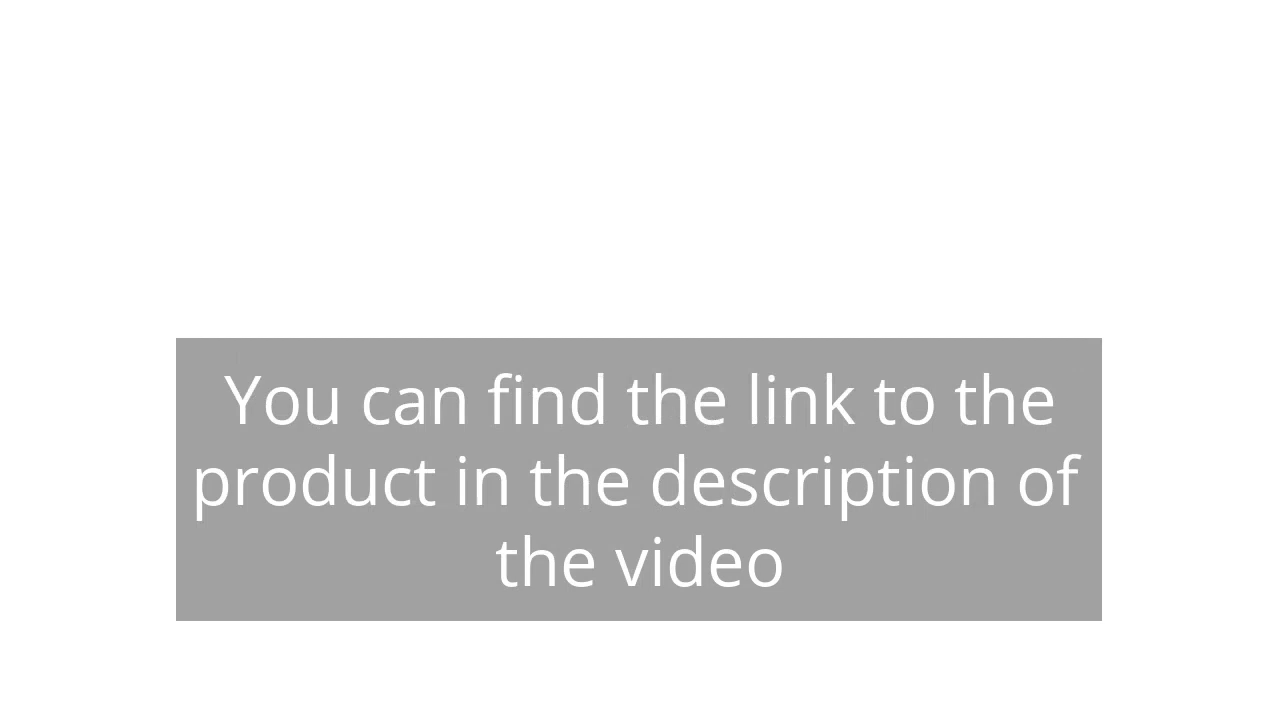 You can find the link to the
product in the description of
the video